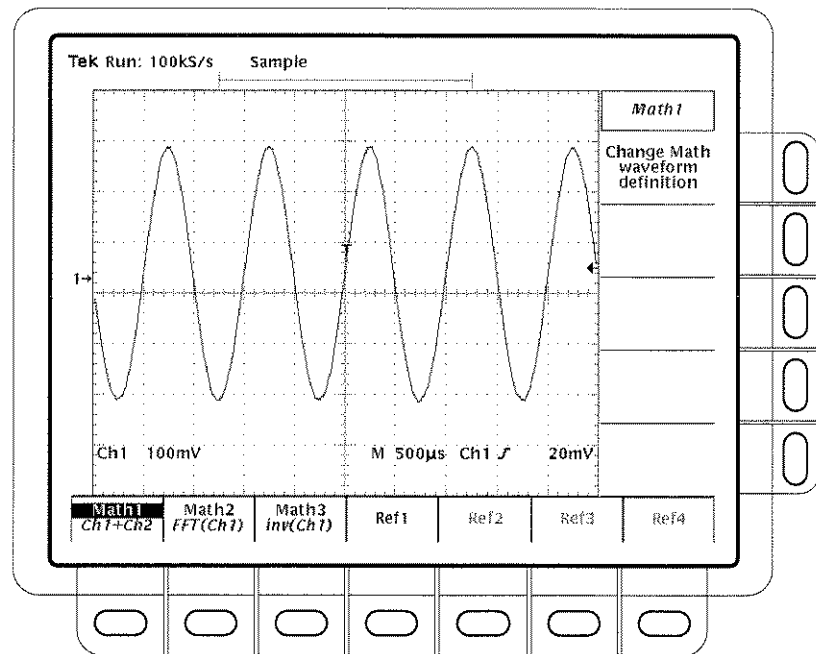 Tek Run: 100kS/s Sample
Math1
Change Math
waveform
definition
T
1→
Ch1 100mV M 500µs Ch1 20mV
Math1
Ch1+Ch2
Math2
FFT(Ch1)
Math3
inv(Ch1)
Ref1
Ref2
Ref3
Ref4